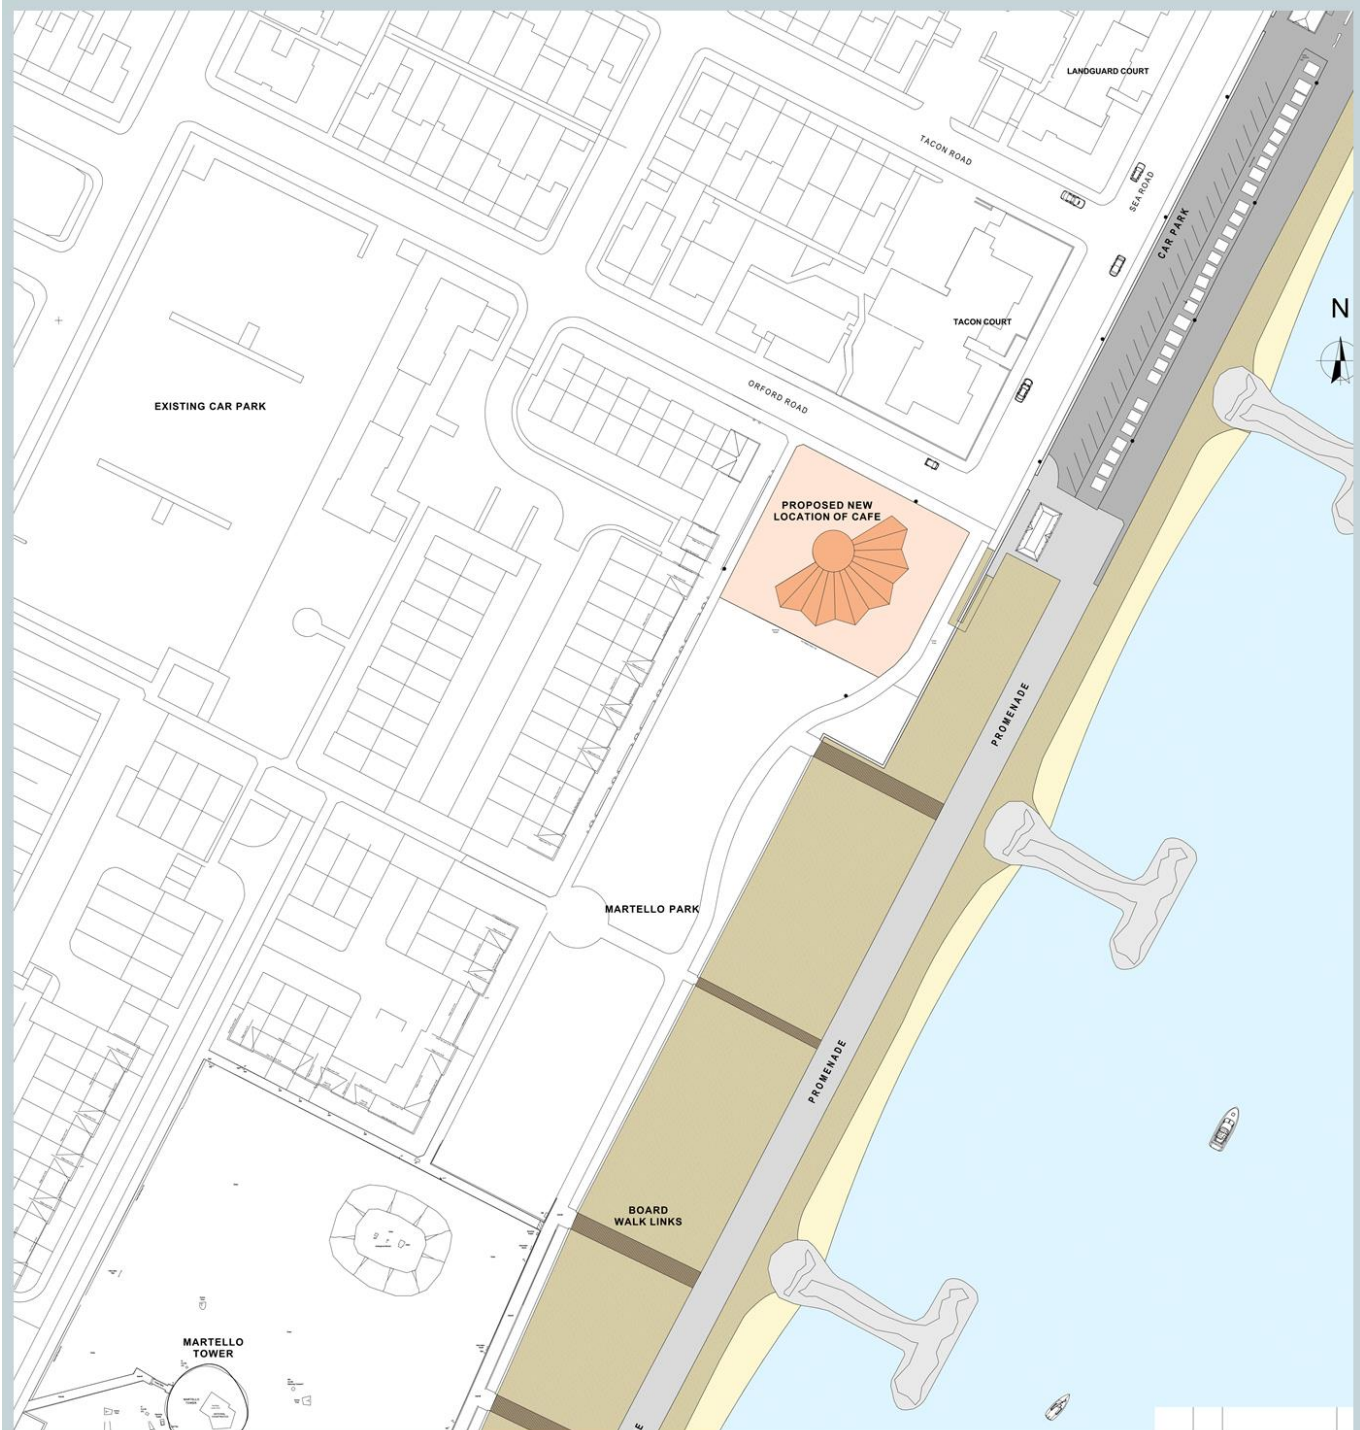 LANDGUARD COURT
TACON ROAD
SEA ROAD
CAR PARK
N
TACON COURT
ORFORD ROAD
EXISTING CAR PARK
PROPOSED NEW
LOCATION OF CAFE
PROMENADE
MARTELLO PARK
PROMENADE
BOARD
WALK LINKS
MARTELLO
TOWER
E